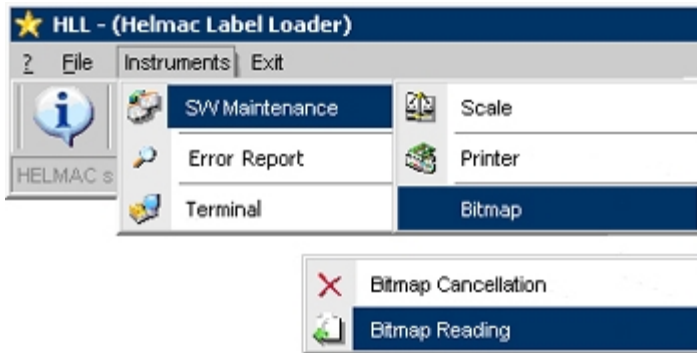 HLL - (Helmac Label Loader)
? File Instruments Exit
SW Maintenance Scale
Error Report Printer
HELMAC s
Terminal Bitmap
Bitmap Cancellation
Bitmap Reading